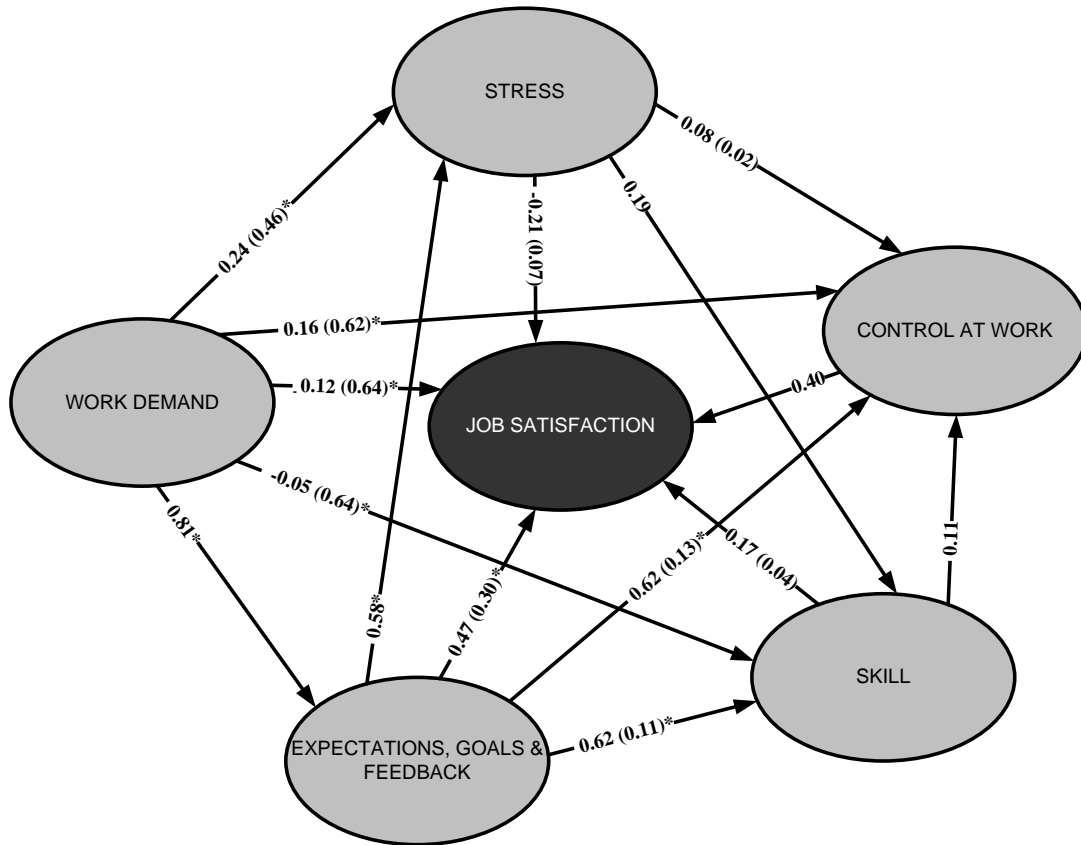 STRESS
0.08 (0.02)
0.19
-0.21 (0.07)
0.24 (0.46)*
CONTROL AT WORK
0.16 (0.62)*
0.40
WORK DEMAND
- 0.12 (0.64)*
JOB SATISFACTION
-0.05 (0.64)*
0.81*
0.58*
0.47 (0.30)*
0.62 (0.13)*
0.17 (0.04)
0.11
SKILL
EXPECTATIONS, GOALS &
FEEDBACK
0.62 (0.11)*